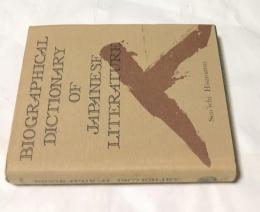 BIOGRAPHICAL
DICTIONARY
OF
JAPANESE
LITERATURE
Sen'ichi Hisamatsu